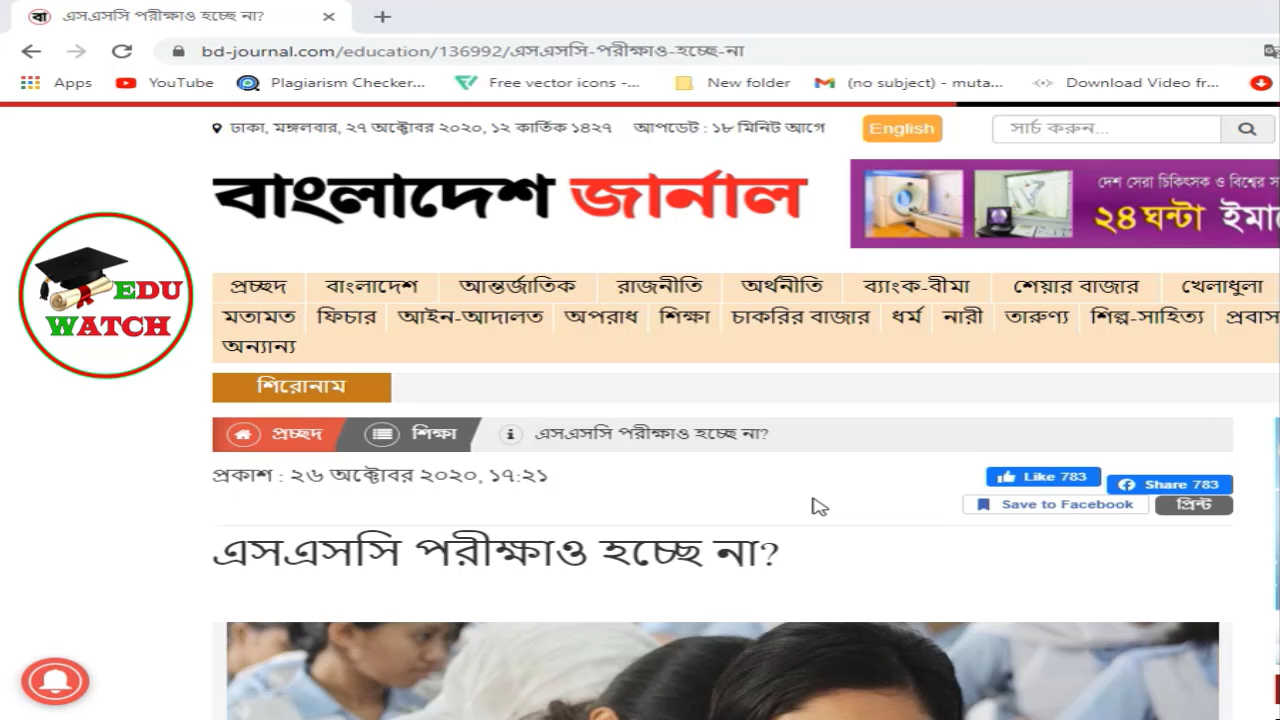 এসএসসি পরীক্ষাও হচ্ছে না?
bd-journal.com/education/136992/এসএসসি-পরীক্ষাও-হচ্ছে-না
Apps YouTube Plagiarism Checker... Free vector icons -... New folder (no subject) - muta... Download Video fr...
ঢাকা, মঙ্গলবার, ২৭ অক্টোবর ২০২০, ১২ কার্তিক ১৪২৭ আপডেট : ১৮ মিনিট আগে English সার্চ করুন...
বাংলাদেশ জার্নাল
দেশ সেরা চিকিৎসক ও বিশ্বের
২৪ ঘন্টা
EDU
WATCH
প্রচ্ছদ বাংলাদেশ আন্তর্জাতিক রাজনীতি অর্থনীতি ব্যাংক-বীমা শেয়ার বাজার খেলাধুলা
মতামত ফিচার আইন-আদালত অপরাধ শিক্ষা চাকরির বাজার ধর্ম নারী তারুণ্য শিল্প-সাহিত্য প্রবাস
অন্যান্য
শিরোনাম
প্রচ্ছদ শিক্ষা এসএসসি পরীক্ষাও হচ্ছে না?
প্রকাশ : ২৬ অক্টোবর ২০২০, ১৭:২১
Like 783 Share 783
Save to Facebook প্রিন্ট
এসএসসি পরীক্ষাও হচ্ছে না?